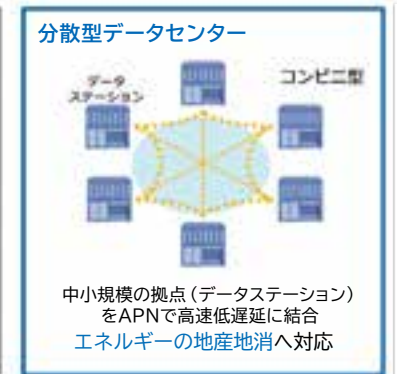 分散型データセンター
データ
ステーション
コンビニ型
中小規模の拠点（データステーション）
をAPNで高速低遅延に結合
エネルギーの地産地消へ対応